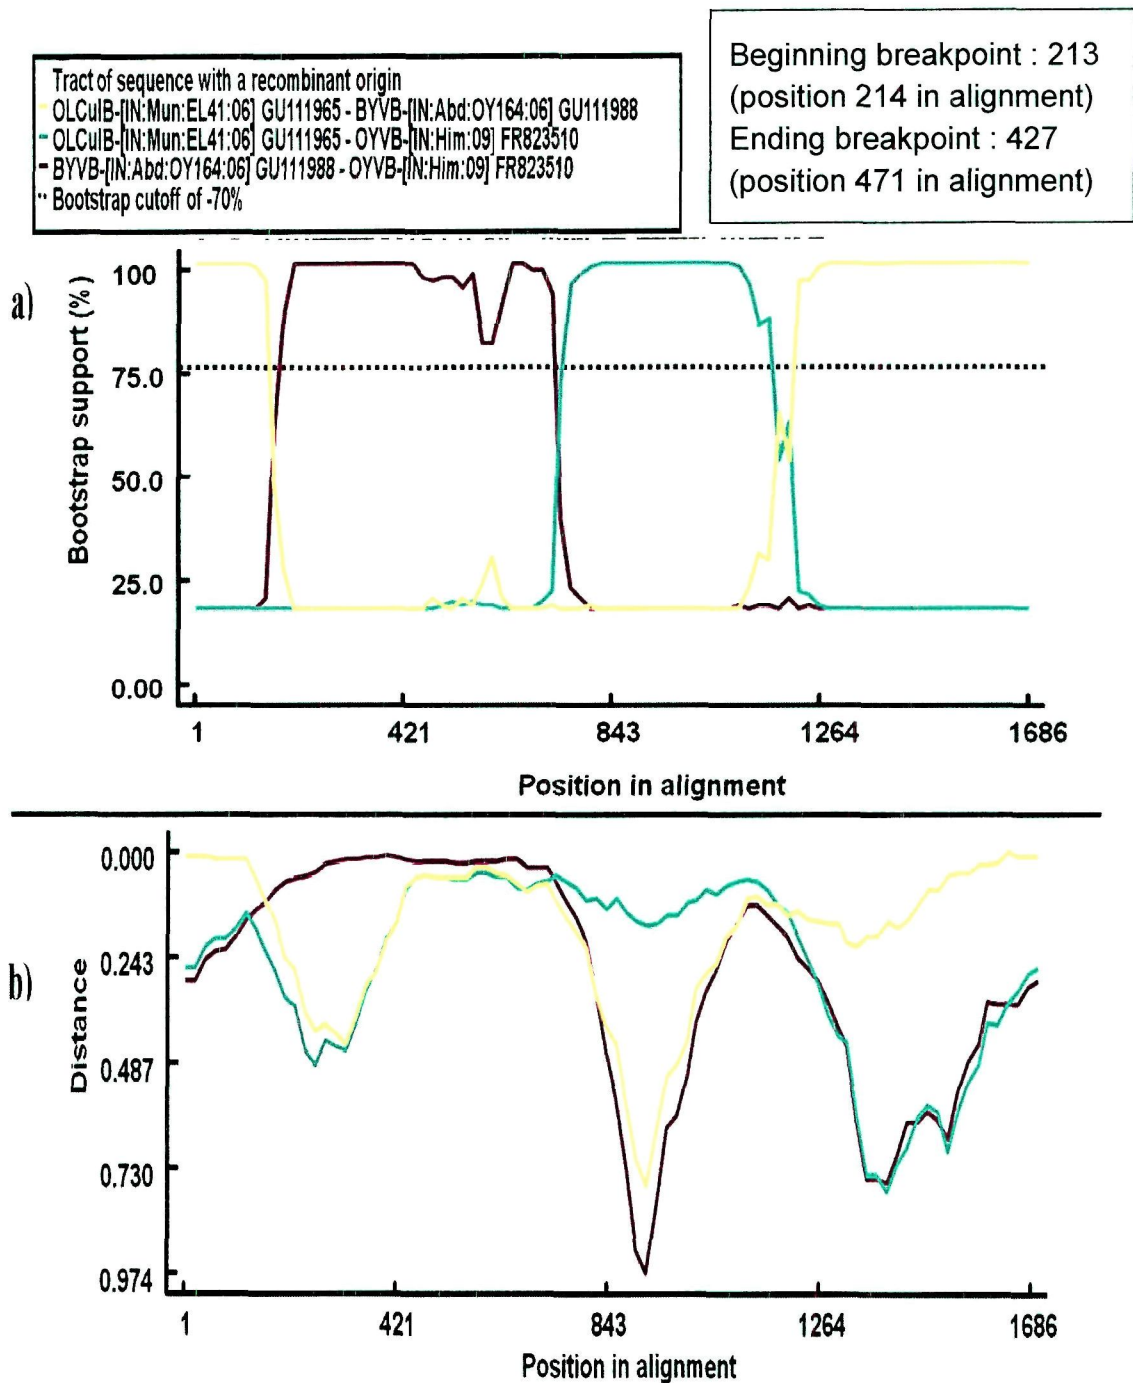 Tract of sequence with a recombinant origin
OLCuIB-[IN:Mun:EL41:06] GU111965 - BYVB-[IN:Abd:OY164:06] GU111988
OLCuIB-[IN:Mun:EL41:06] GU111965 - OYVB-[IN:Him:09] FR823510
BYVB-[IN:Abd:OY164:06] GU111988 - OYVB-[IN:Him:09] FR823510
Bootstrap cutoff of -70%
Beginning breakpoint : 213
(position 214 in alignment)
Ending breakpoint : 427
(position 471 in alignment)
a)
Bootstrap support (%)
100
75.0
50.0
25.0
0.00
1 421 843 1264 1686
Position in alignment
b)
Distance
0.000
0.243
0.487
0.730
0.974
1 421 843 1264 1686
Position in alignment